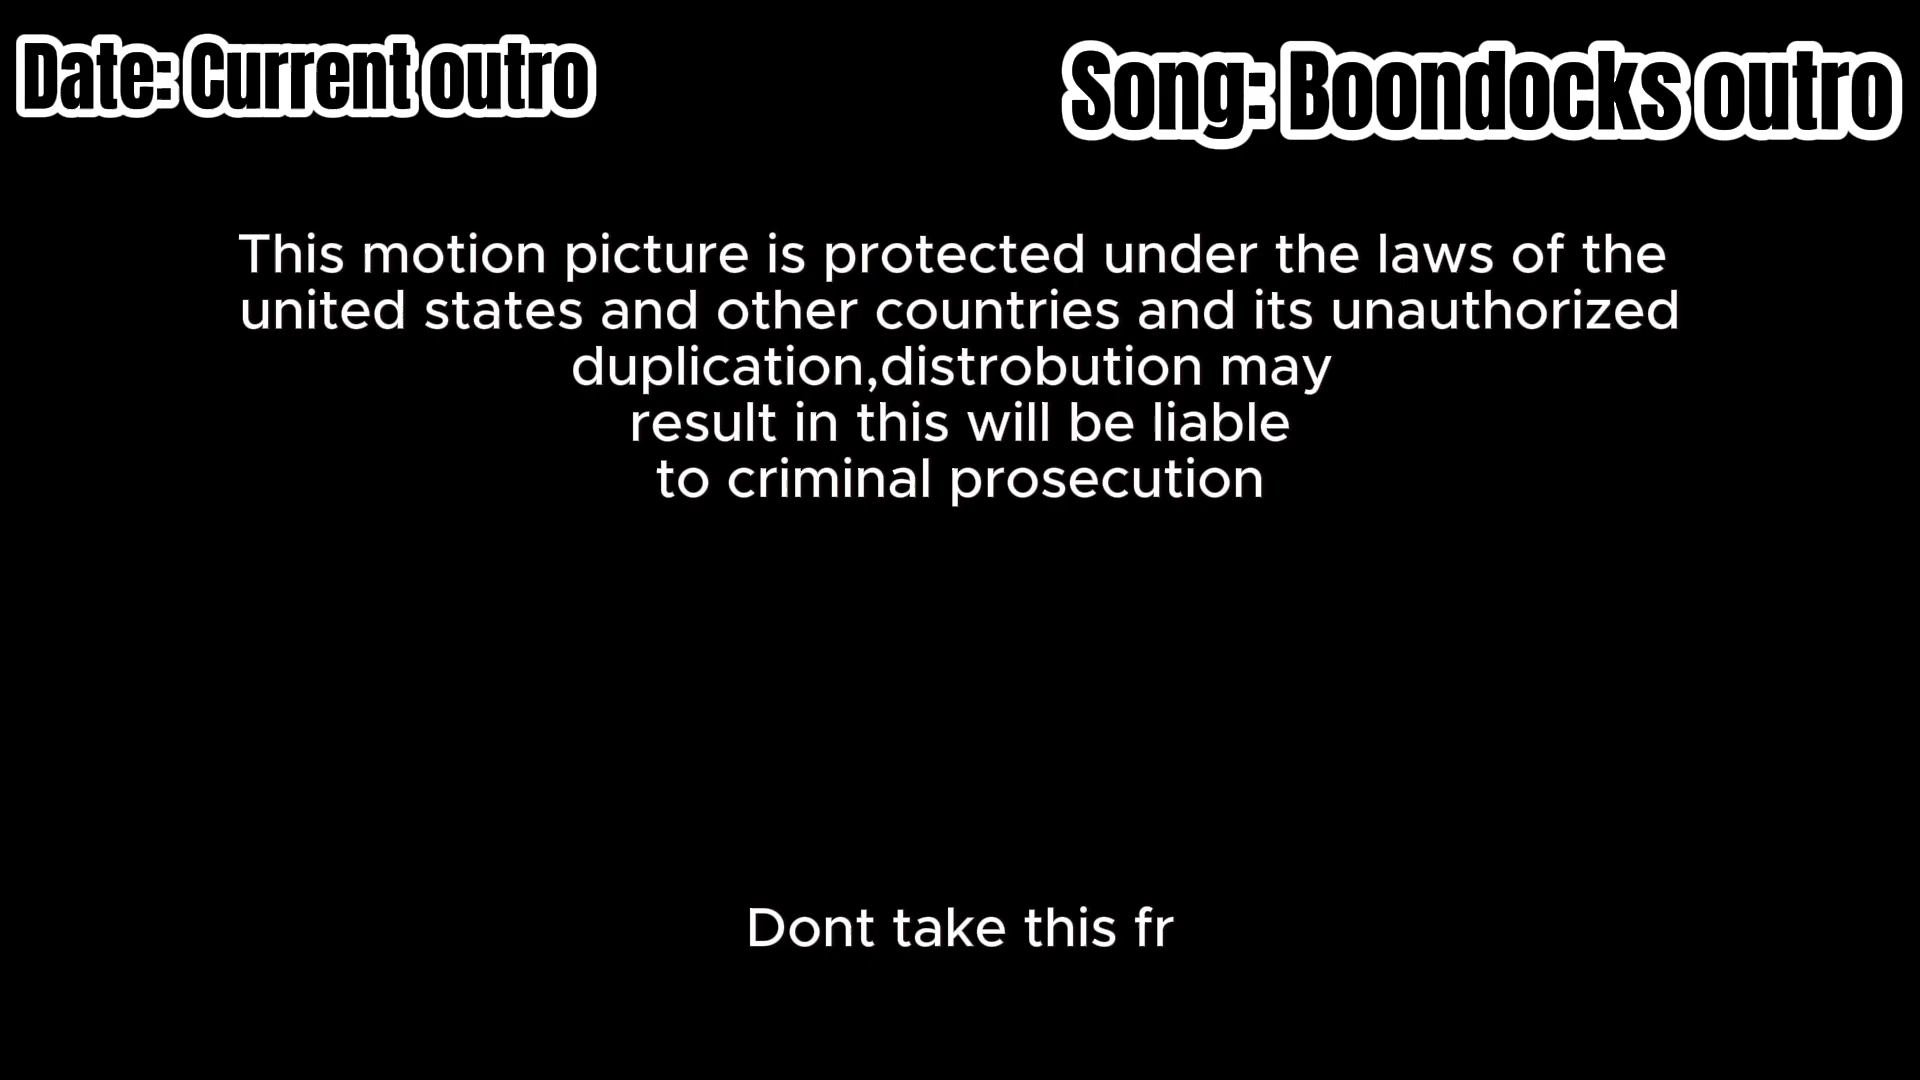 Date: Current outro
Song: Boondocks outro
This motion picture is protected under the laws of the
united states and other countries and its unauthorized
duplication,distrobution may
result in this will be liable
to criminal prosecution
Dont take this fr